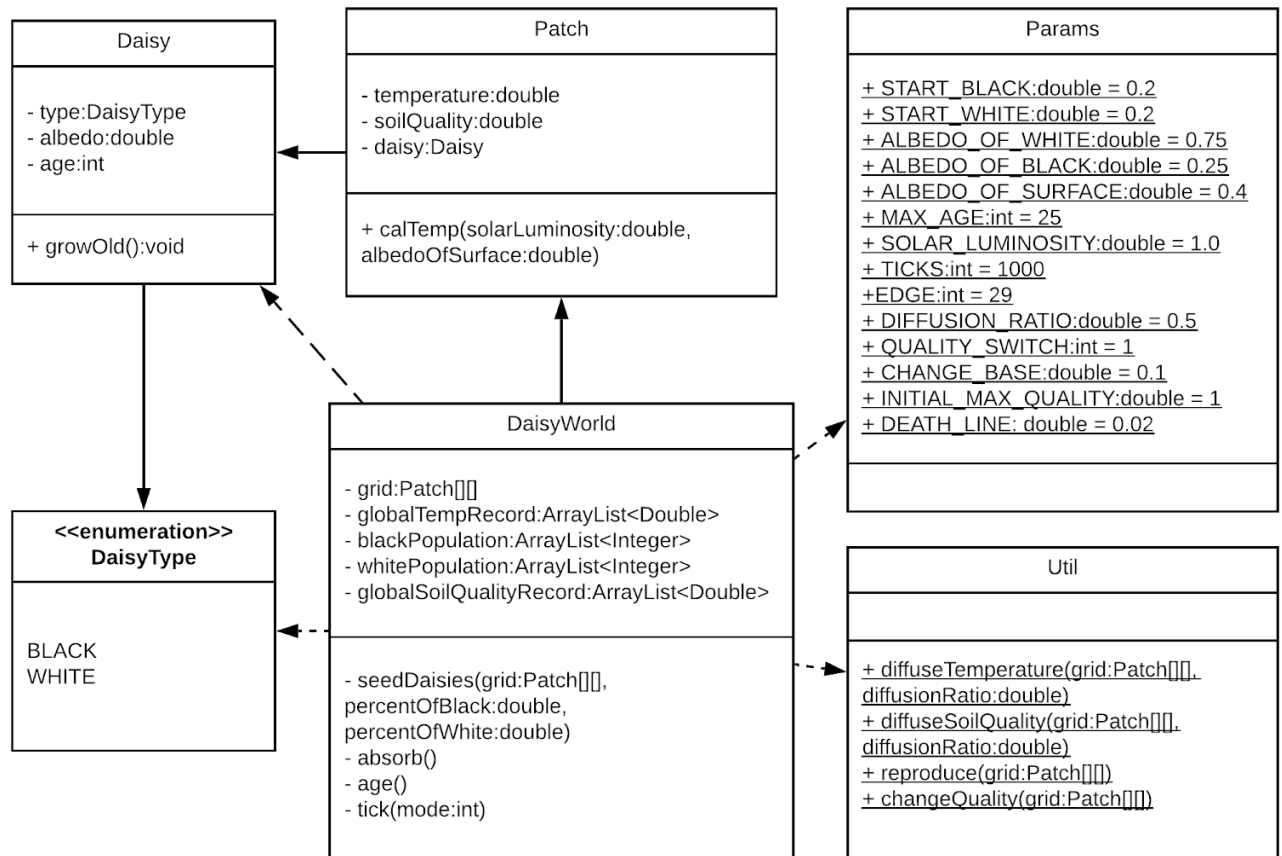 Daisy
- type:DaisyType
- albedo:double
- age:int
+ growOld():void
Patch
- temperature:double
- soilQuality:double
- daisy:Daisy
+ calTemp(solarLuminosity:double,
albedoOfSurface:double)
Params
+ START_BLACK:double = 0.2
+ START_WHITE:double = 0.2
+ ALBEDO_OF_WHITE:double = 0.75
+ ALBEDO_OF_BLACK:double = 0.25
+ ALBEDO_OF_SURFACE:double = 0.4
+ MAX_AGE:int = 25
+ SOLAR_LUMINOSITY:double = 1.0
+ TICKS:int = 1000
+EDGE:int = 29
+ DIFFUSION_RATIO:double = 0.5
+ QUALITY_SWITCH:int = 1
+ CHANGE_BASE:double = 0.1
+ INITIAL_MAX_QUALITY:double = 1
+ DEATH_LINE: double = 0.02
<<enumeration>>
DaisyType
BLACK
WHITE
DaisyWorld
- grid:Patch[][]
- globalTempRecord:ArrayList<Double>
- blackPopulation:ArrayList<Integer>
- whitePopulation:ArrayList<Integer>
- globalSoilQualityRecord:ArrayList<Double>
- seedDaisies(grid:Patch[][],
percentOfBlack:double,
percentOfWhite:double)
- absorb()
- age()
- tick(mode:int)
Util
+ diffuseTemperature(grid:Patch[][],
diffusionRatio:double)
+ diffuseSoilQuality(grid:Patch[][],
diffusionRatio:double)
+ reproduce(grid:Patch[][])
+ changeQuality(grid:Patch[][])